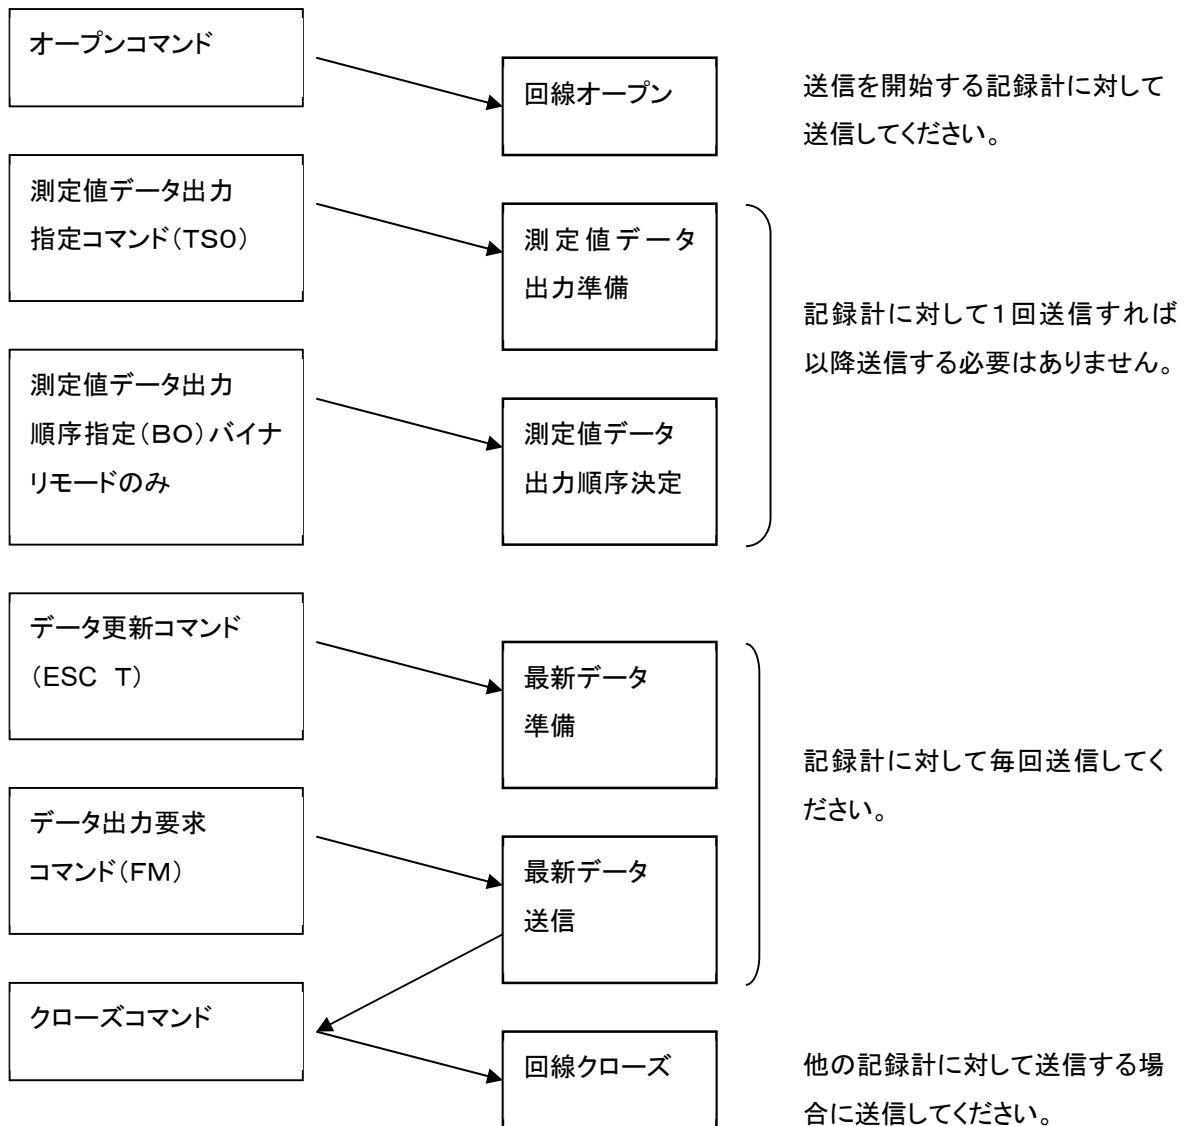 オープンコマンド
回線オープン
送信を開始する記録計に対して
送信してください。
測定値データ出力
指定コマンド(TS0)
測定値データ
出力準備
記録計に対して1回送信すれば
以降送信する必要はありません。
測定値データ出力
順序指定(BO)バイナ
リモードのみ
測定値データ
出力順序決定
データ更新コマンド
(ESC T)
最新データ
準備
記録計に対して毎回送信してく
ださい。
データ出力要求
コマンド(FM)
最新データ
送信
クローズコマンド
回線クローズ
他の記録計に対して送信する場
合に送信してください。